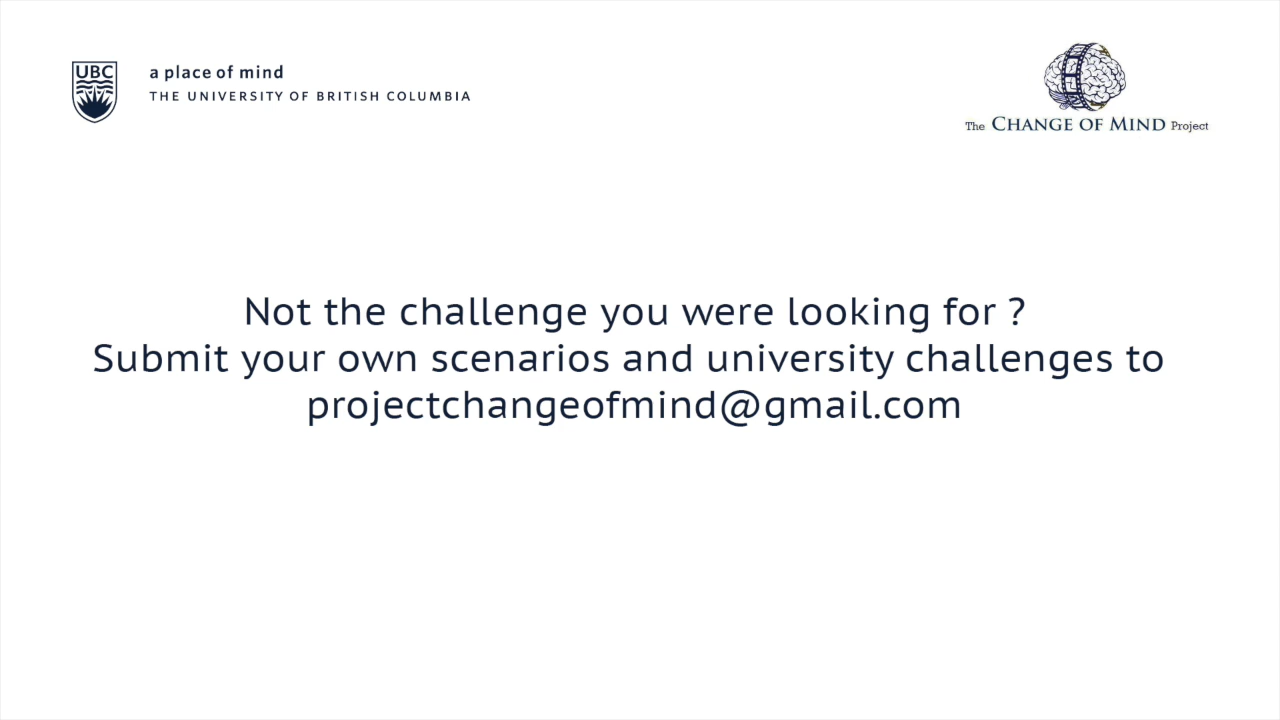 UBC
a place of mind
THE UNIVERSITY OF BRITISH COLUMBIA
The CHANGE OF MIND Project
Not the challenge you were looking for ?
Submit your own scenarios and university challenges to
projectchangeofmind@gmail.com